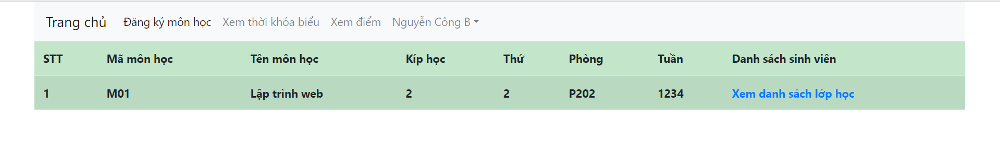 Trang chủ Đăng ký môn học Xem thời khóa biểu Xem điểm Nguyễn Công B
STT Mã môn học Tên môn học Kíp học Thứ Phòng Tuần Danh sách sinh viên
1 M01 Lập trình web 2 2 P202 1234 Xem danh sách lớp học